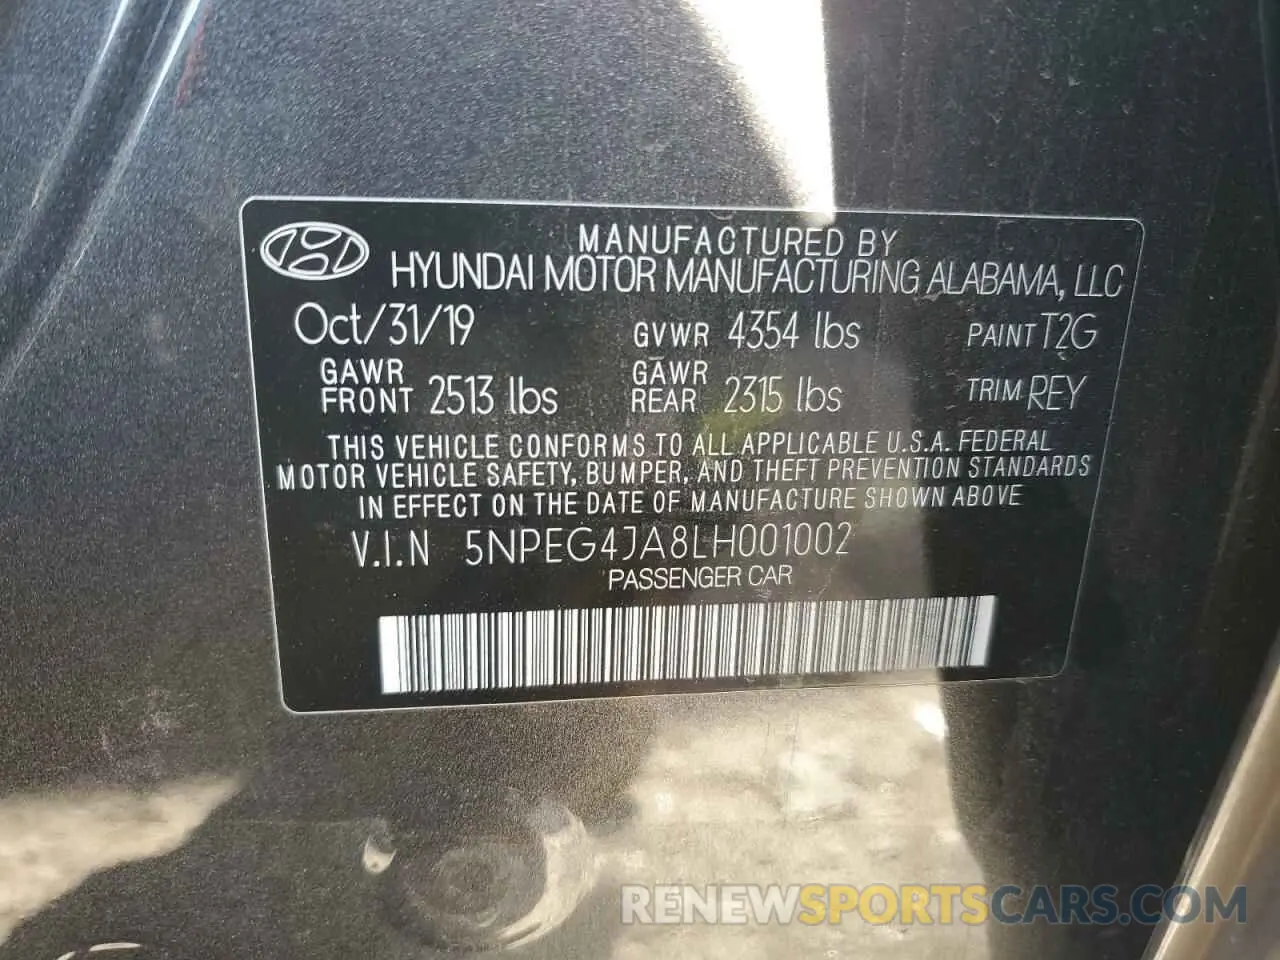 MANUFACTURED BY
HYUNDAI MOTOR MANUFACTURING ALABAMA, LLC
Oct/31/19 GVWR 4354 lbs PAINT T2G
GAWR FRONT 2513 lbs GAWR REAR 2315 lbs TRIM REY
THIS VEHICLE CONFORMS TO ALL APPLICABLE U.S.A. FEDERAL
MOTOR VEHICLE SAFETY, BUMPER, AND THEFT PREVENTION STANDARDS
IN EFFECT ON THE DATE OF MANUFACTURE SHOWN ABOVE
V.I.N 5NPEG4JA8LH001002
PASSENGER CAR
RENEWSPORTSCARS.COM